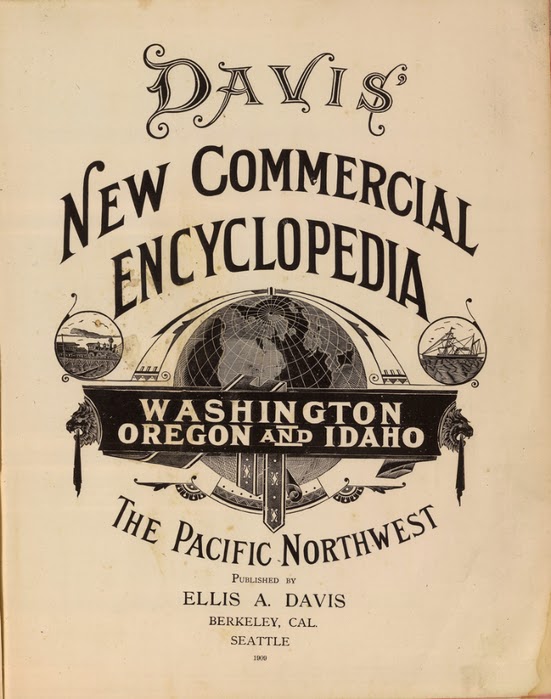 DAVIS'
NEW COMMERCIAL
ENCYCLOPEDIA
WASHINGTON
OREGON AND IDAHO
THE PACIFIC NORTHWEST
PUBLISHED BY
ELLIS A. DAVIS
BERKELEY, CAL.
SEATTLE
1909